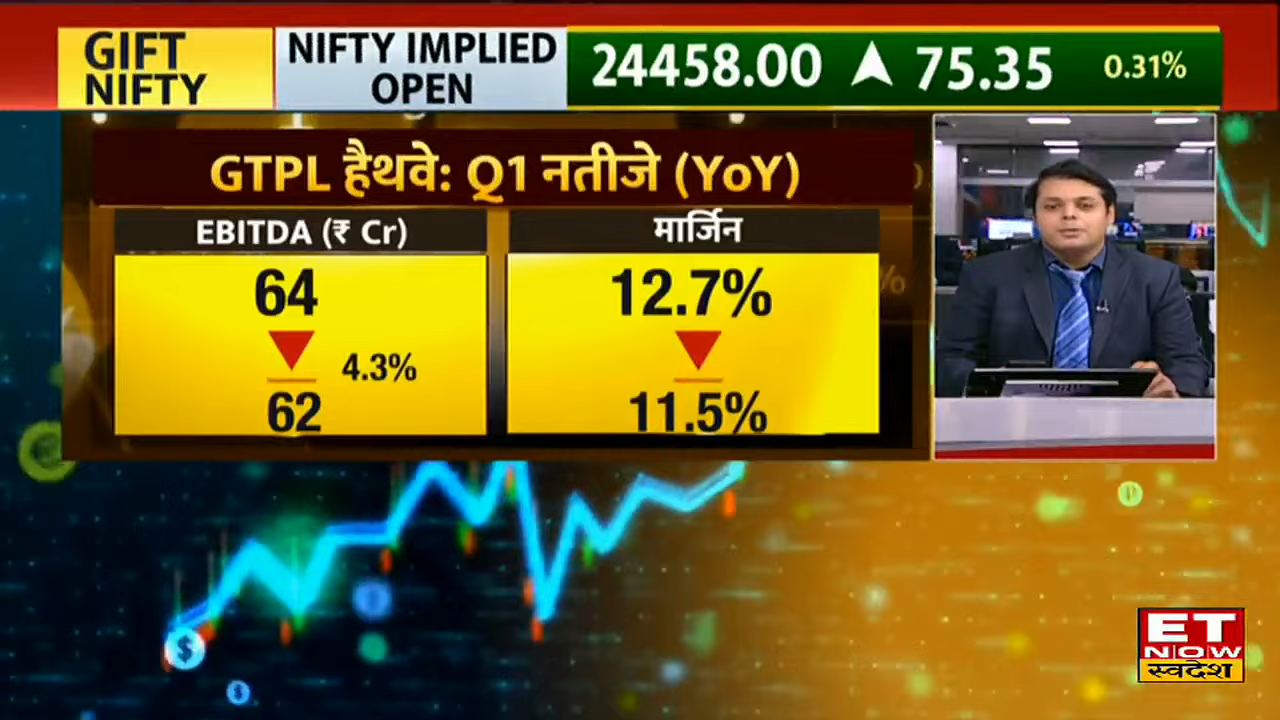 GIFT
NIFTY
NIFTY IMPLIED
OPEN
24458.00 ▲ 75.35 0.31%
GTPL हैथवे: Q1 नतीजे (YoY)
EBITDA (₹ Cr)
64
▼ 4.3%
62
मार्जिन
12.7%
▼
11.5%
ET
NOW
स्वदेश